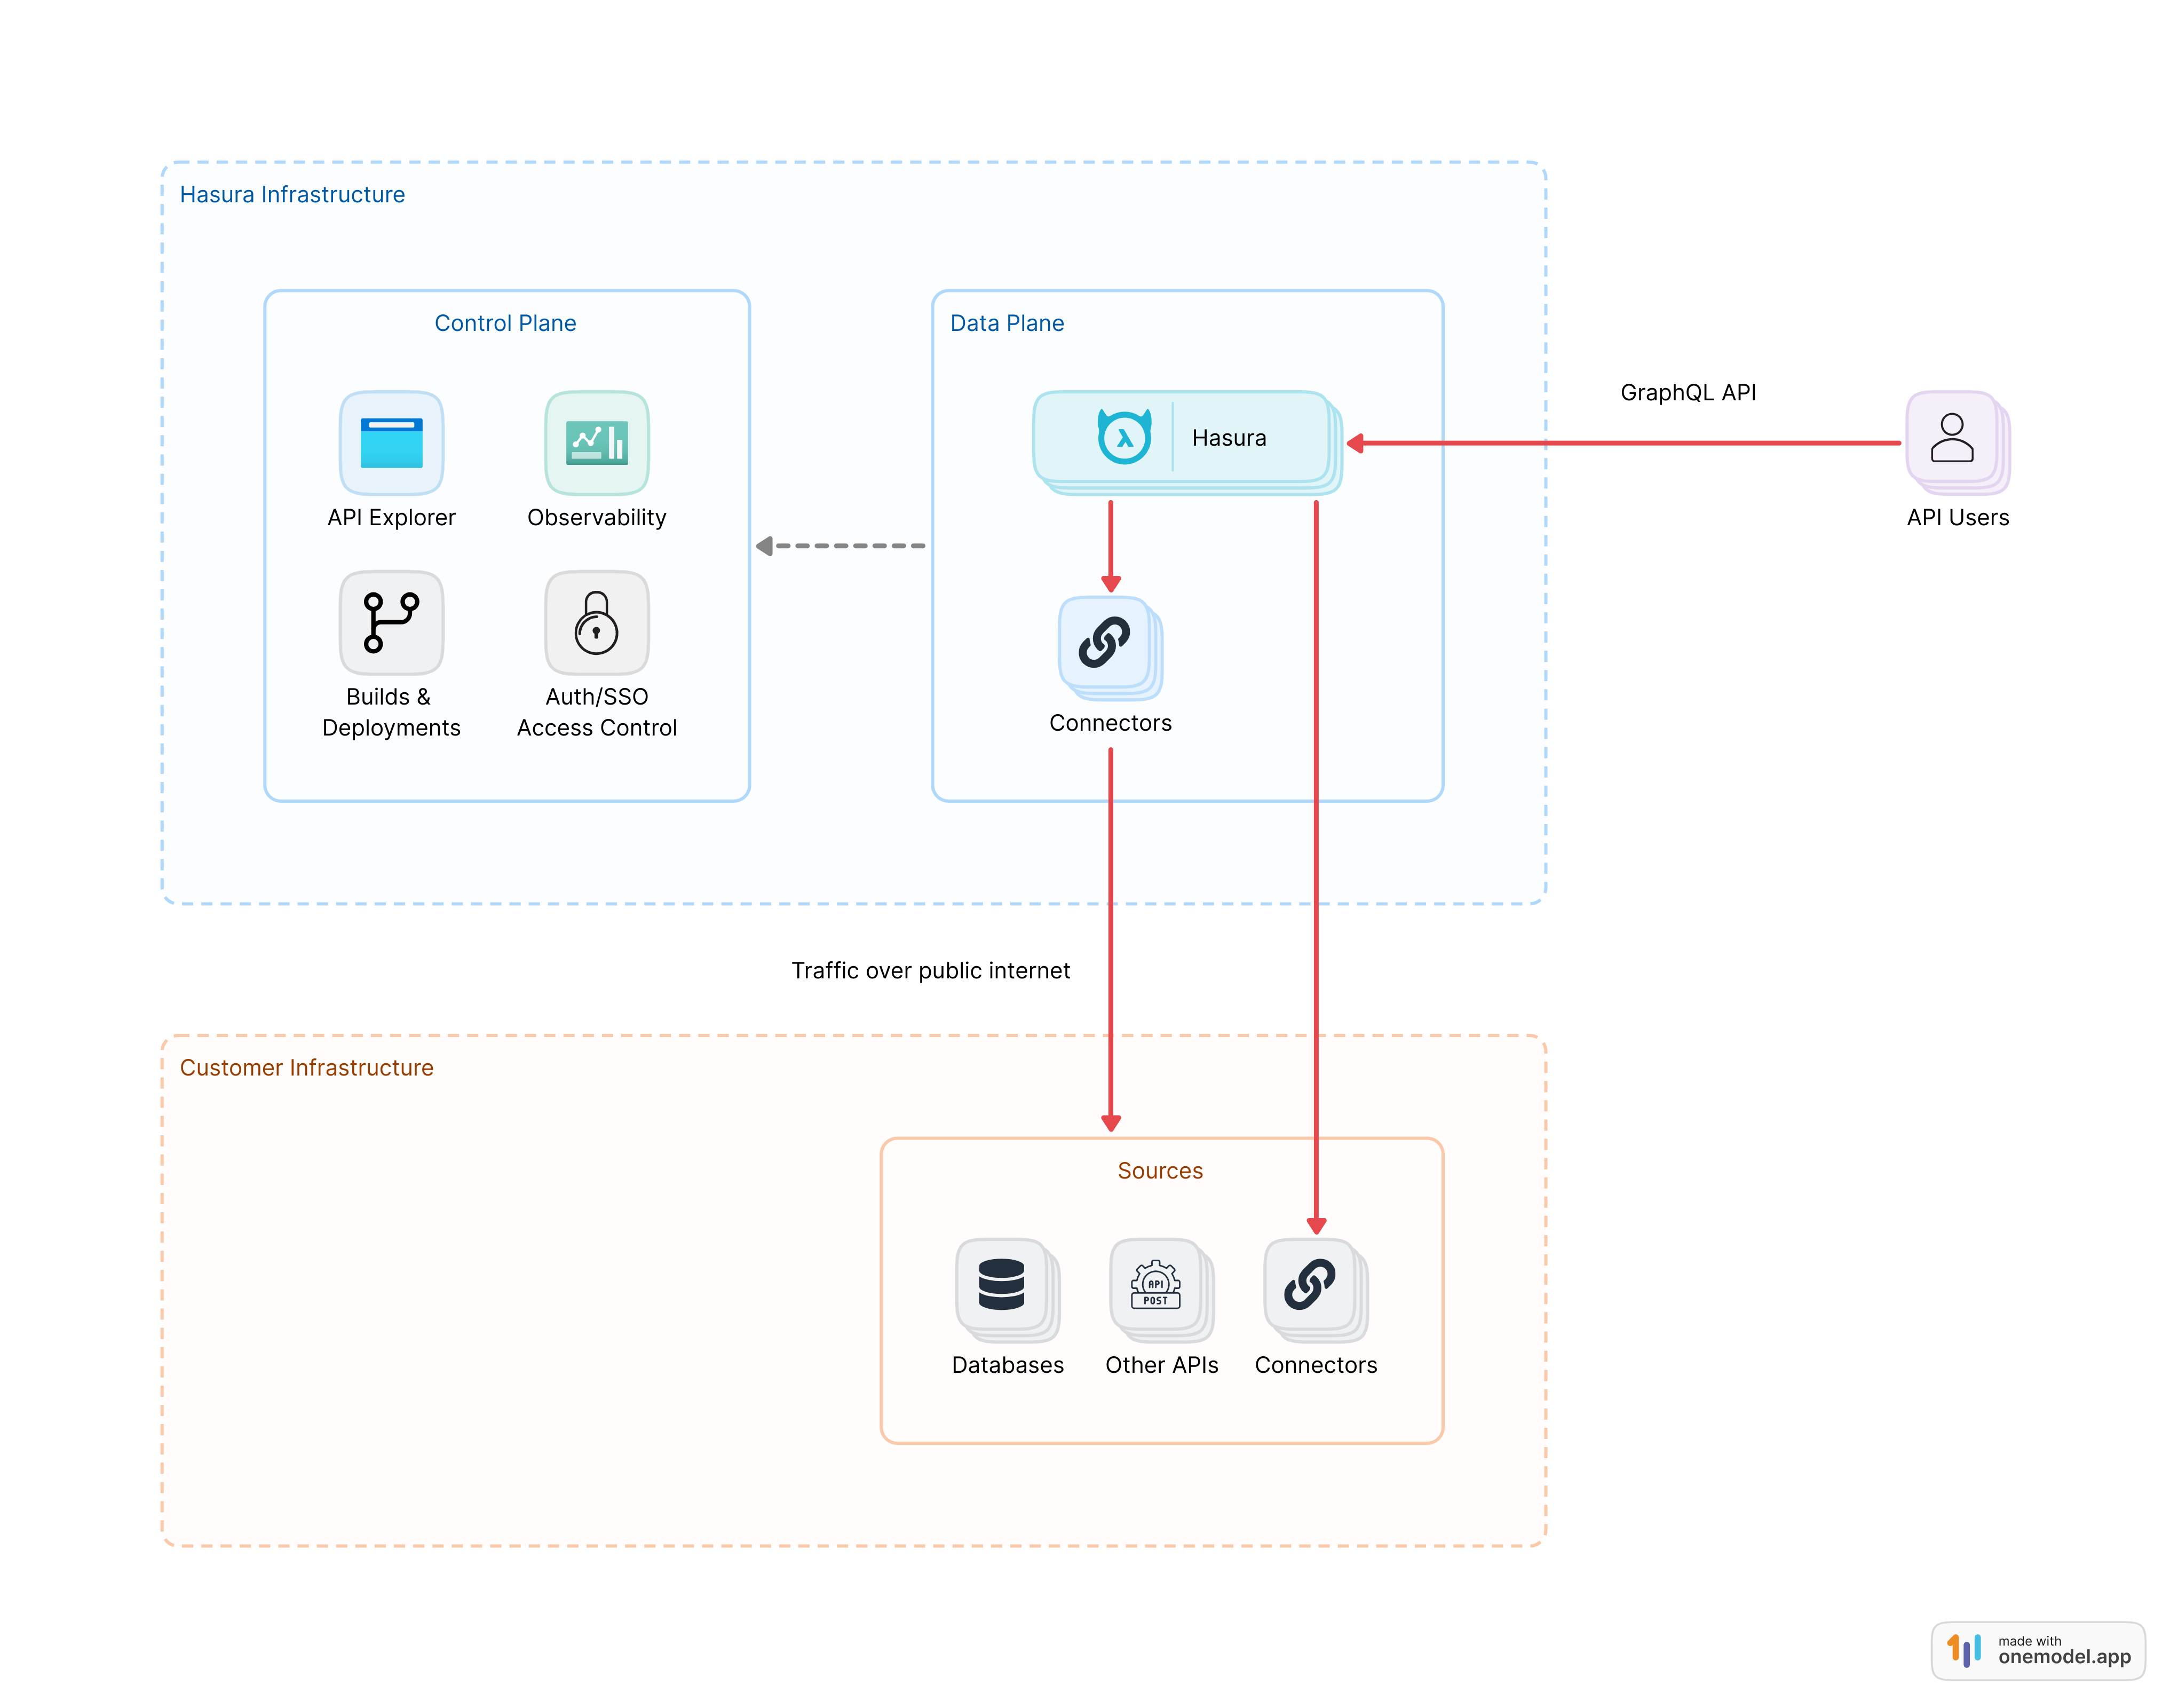 Hasura Infrastructure
Control Plane
Data Plane
API Explorer
Observability
Builds &
Deployments
Auth/SSO
Access Control
λ
Hasura
Connectors
GraphQL API
API Users
Traffic over public internet
Customer Infrastructure
Sources
API
POST
Databases
Other APIs
Connectors
made with
onemodel.app